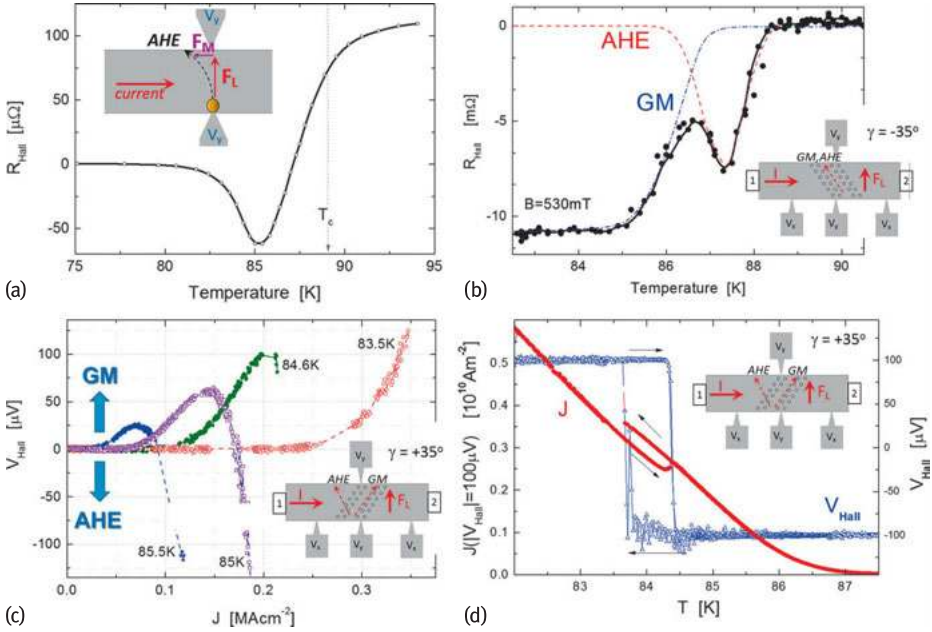 (a)
R_Hall [μΩ]
100
50
0
-50
75 80 85 90 95
Temperature [K]
T_c
AHE
F_M
F_L
current
V_y
V_y
(b)
R_Hall [mΩ]
0
-5
-10
84 86 88 90
Temperature [K]
AHE
GM
B=530mT
γ = -35°
GM, AHE
1
I
F_L
2
V_y
V_x V_y V_x
(c)
V_Hall [μV]
100
50
0
-50
-100
0.0 0.1 0.2 0.3
J [MAcm⁻²]
GM
AHE
83.5K
84.6K
85.5K
85K
γ = +35°
AHE GM
1
I
F_L
2
V_y
V_x V_y V_x
(d)
J(|V_Hall|=100μV) [10¹⁰Am⁻²]
0.5
0.4
0.3
0.2
0.1
0.0
83 84 85 86 87
T [K]
100
50
0
-50
-100
V_Hall [μV]
J
V_Hall
γ = +35°
AHE GM
1
I
F_L
2
V_y
V_x V_y V_x